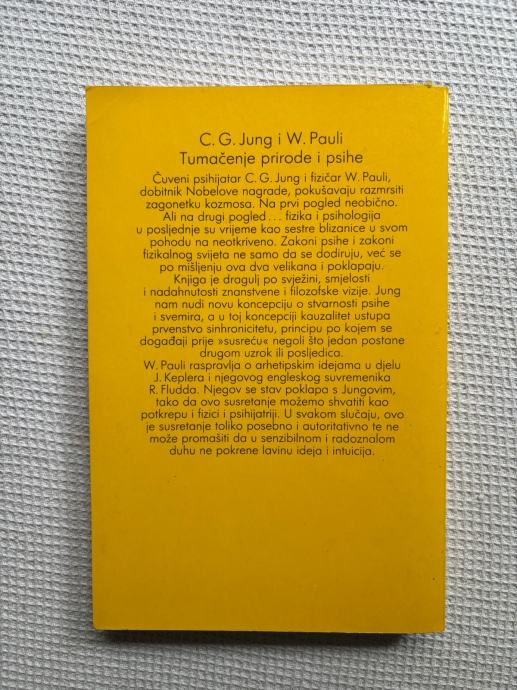 C. G. Jung i W. Pauli
Tumačenje prirode i psihe
Čuveni psihijatar C. G. Jung i fizičar W. Pauli,
dobitnik Nobelove nagrade, pokušavaju razmrsiti
zagonetku kozmosa. Na prvi pogled neobično.
Ali na drugi pogled... fizika i psihologija
u posljednje su vrijeme kao sestre blizanice u svom
pohodu na neotkriveno. Zakoni psihe i zakoni
fizikalnog svijeta ne samo da se dodiruju, već se
po mišljenju ova dva velikana i poklapaju.
Knjiga je dragulj po svježini, smjelosti
i nadahnutosti znanstvene i filozofske vizije. Jung
nam nudi novu koncepciju o stvarnosti psihe
i svemira, a u toj koncepciji kauzalitet ustupa
prvenstvo sinhronicitetu, principu po kojem se
događaji prije »susreću« negoli što jedan postane
drugom uzrok ili posljedica.
W. Pauli raspravlja o arhetipskim idejama u djelu
J. Keplera i njegovog engleskog suvremenika
R. Fludda. Njegov se stav poklapa s Jungovim,
tako da ovo susretanje možemo shvatiti kao
potkrepu i fizici i psihijatriji. U svakom slučaju, ovo
je susretanje toliko posebno i autoritativno te ne
može promašiti da u senzibilnom i radoznalom
duhu ne pokrene lavinu ideja i intuicija.